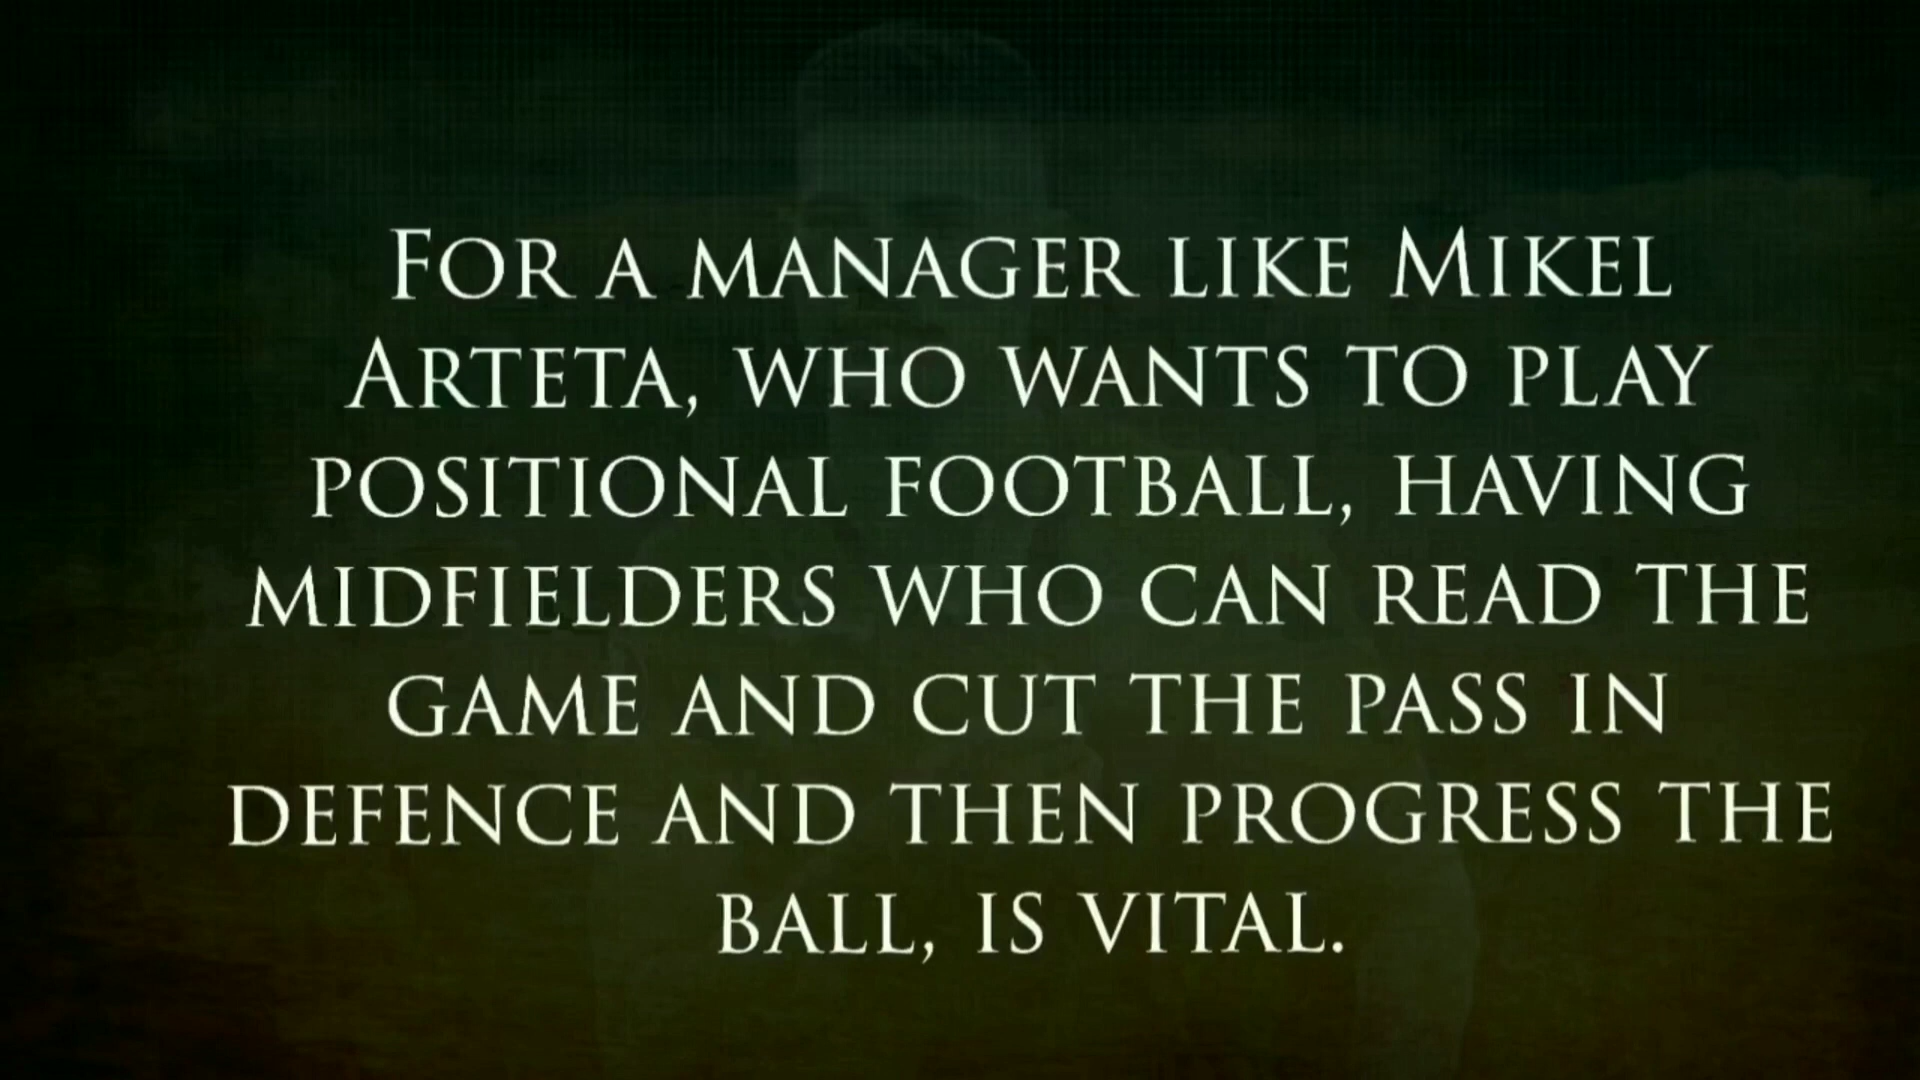 For a manager like Mikel
Arteta, who wants to play
positional football, having
midfielders who can read the
game and cut the pass in
defence and then progress the
ball, is vital.